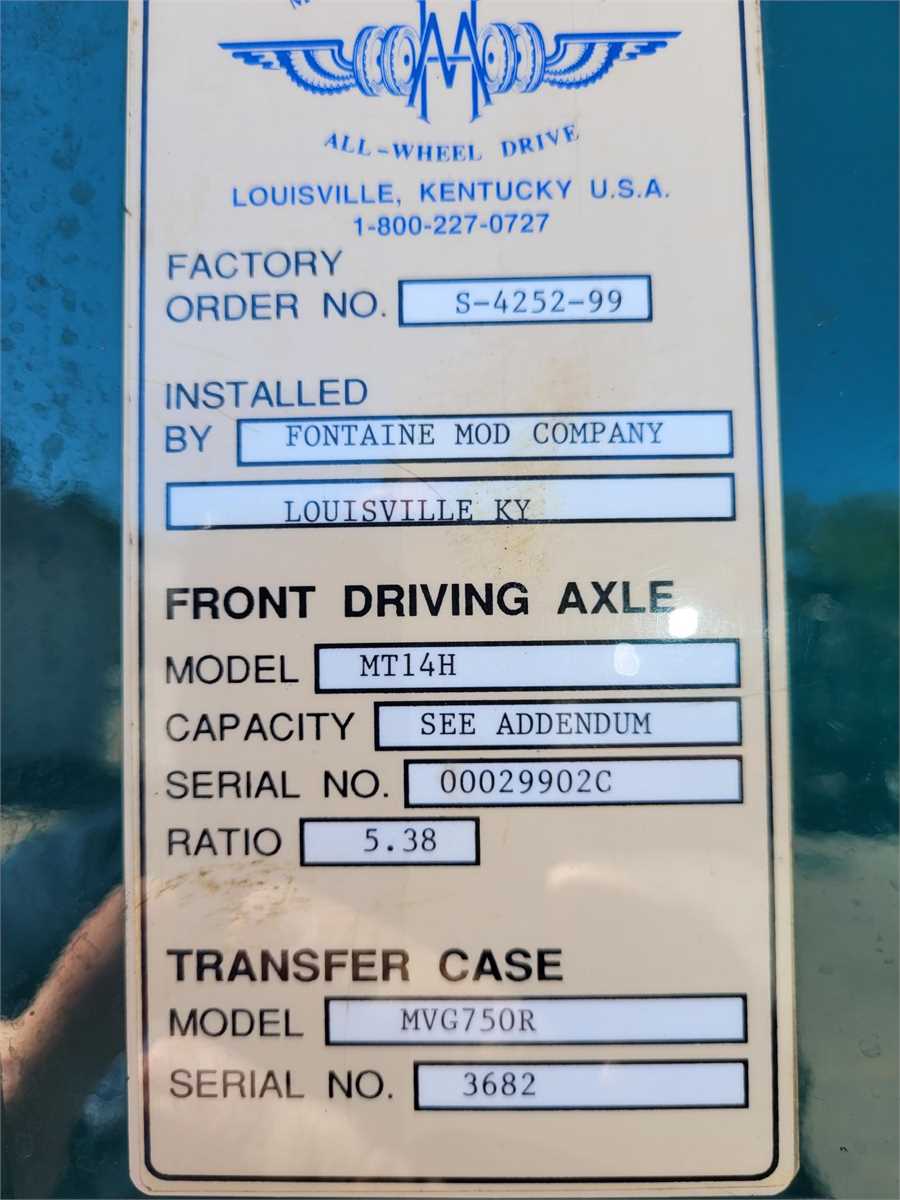 ALL-WHEEL DRIVE
LOUISVILLE, KENTUCKY U.S.A.
1-800-227-0727
FACTORY
ORDER NO. S-4252-99
INSTALLED
BY FONTAINE MOD COMPANY
LOUISVILLE KY
FRONT DRIVING AXLE
MODEL MT14H
CAPACITY SEE ADDENDUM
SERIAL NO. 00029902C
RATIO 5.38
TRANSFER CASE
MODEL MVG750R
SERIAL NO. 3682